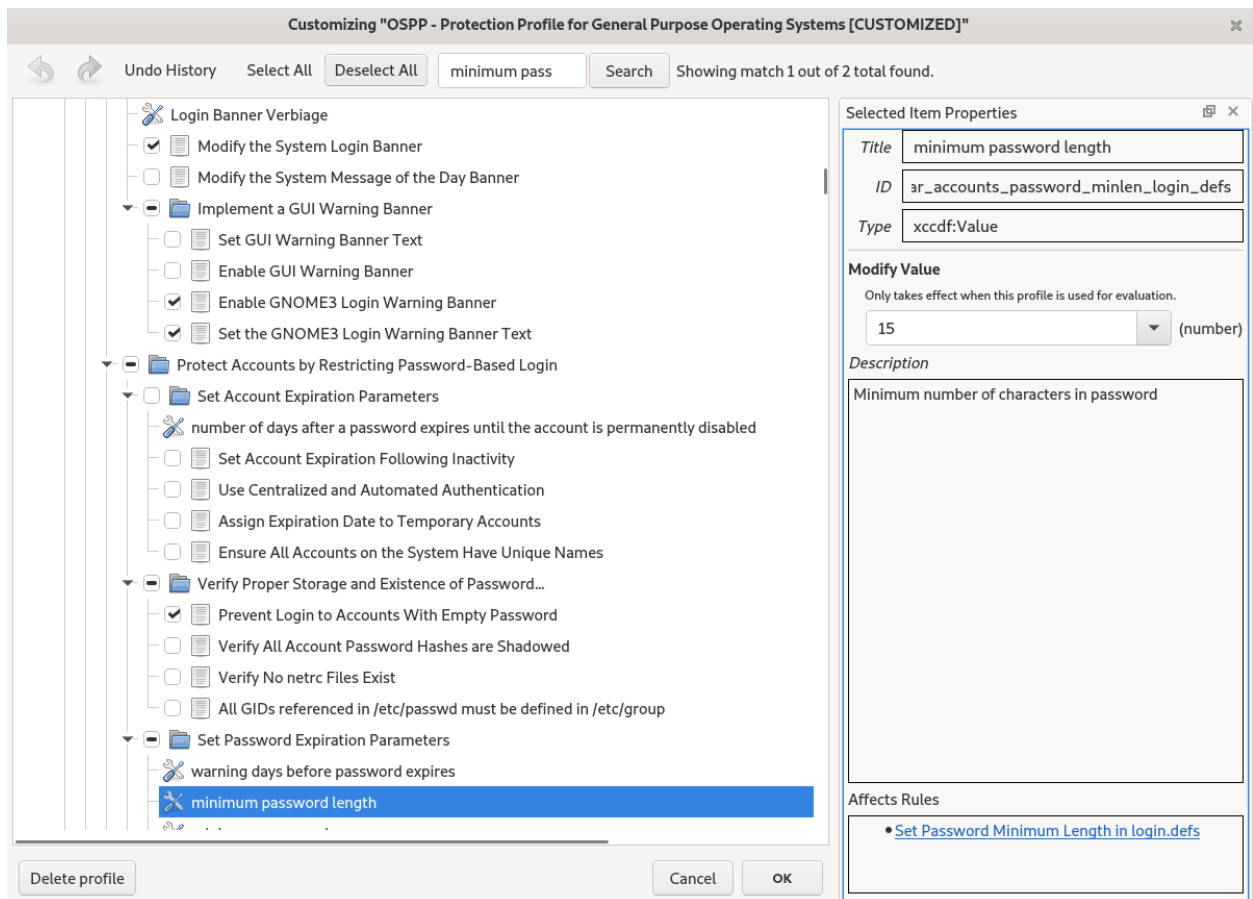 Customizing "OSPP - Protection Profile for General Purpose Operating Systems [CUSTOMIZED]"
Undo History Select All Deselect All minimum pass Search Showing match 1 out of 2 total found.
Login Banner Verbiage
Modify the System Login Banner
Modify the System Message of the Day Banner
Implement a GUI Warning Banner
Set GUI Warning Banner Text
Enable GUI Warning Banner
Enable GNOME3 Login Warning Banner
Set the GNOME3 Login Warning Banner Text
Protect Accounts by Restricting Password-Based Login
Set Account Expiration Parameters
number of days after a password expires until the account is permanently disabled
Set Account Expiration Following Inactivity
Use Centralized and Automated Authentication
Assign Expiration Date to Temporary Accounts
Ensure All Accounts on the System Have Unique Names
Verify Proper Storage and Existence of Password...
Prevent Login to Accounts With Empty Password
Verify All Account Password Hashes are Shadowed
Verify No netrc Files Exist
All GIDs referenced in /etc/passwd must be defined in /etc/group
Set Password Expiration Parameters
warning days before password expires
minimum password length
Delete profile Cancel OK
Selected Item Properties
Title minimum password length
ID ar_accounts_password_minlen_login_defs
Type xccdf:Value
Modify Value
Only takes effect when this profile is used for evaluation.
15 (number)
Description
Minimum number of characters in password
Affects Rules
Set Password Minimum Length in login.defs